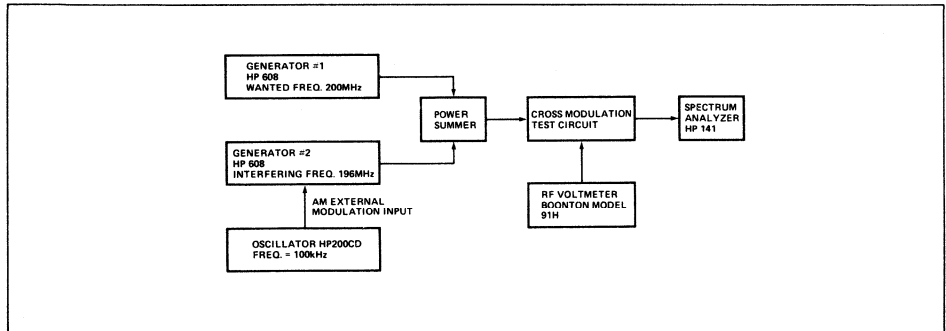 GENERATOR #1
HP 608
WANTED FREQ. 200MHz
POWER
SUMMER
CROSS MODULATION
TEST CIRCUIT
SPECTRUM
ANALYZER
HP 141
GENERATOR #2
HP 608
INTERFERING FREQ. 196MHz
AM EXTERNAL
MODULATION INPUT
RF VOLTMETER
BOONTON MODEL
91H
OSCILLATOR HP200CD
FREQ. = 100kHz